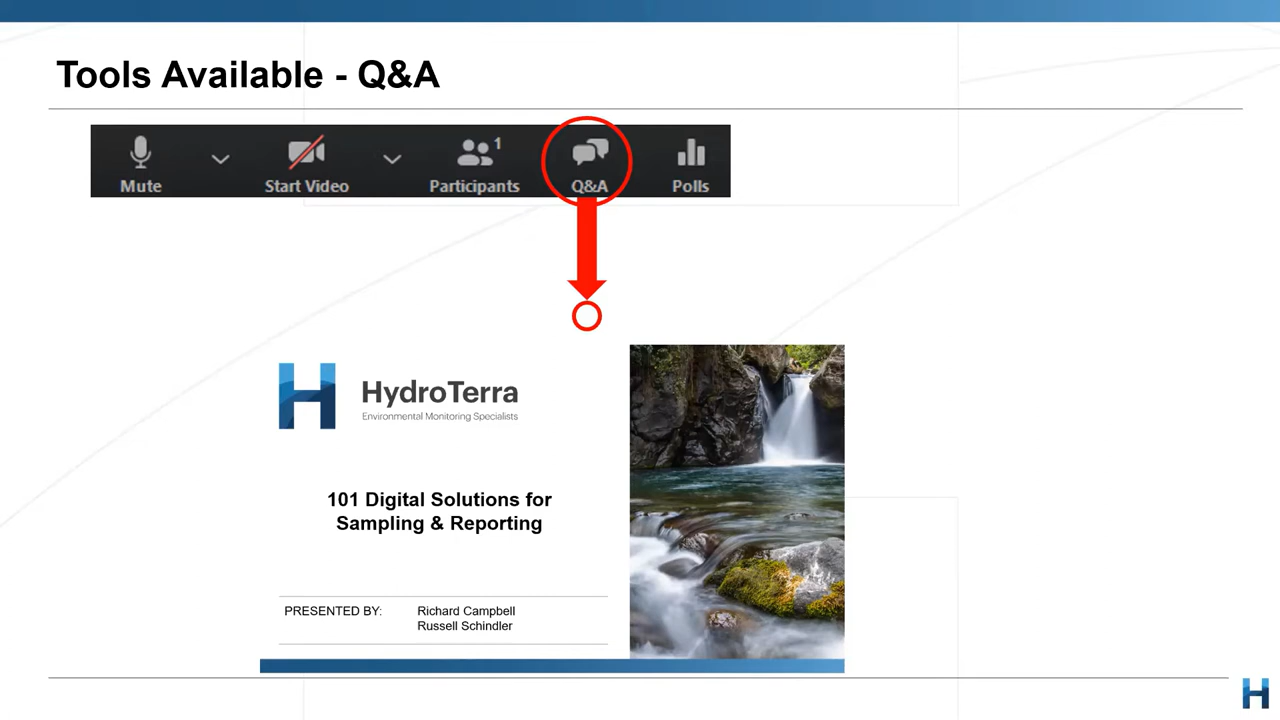 Tools Available - Q&A
Mute
Start Video
Participants
1
Q&A
Polls
HydroTerra
Environmental Monitoring Specialists
101 Digital Solutions for
Sampling & Reporting
PRESENTED BY: Richard Campbell
Russell Schindler